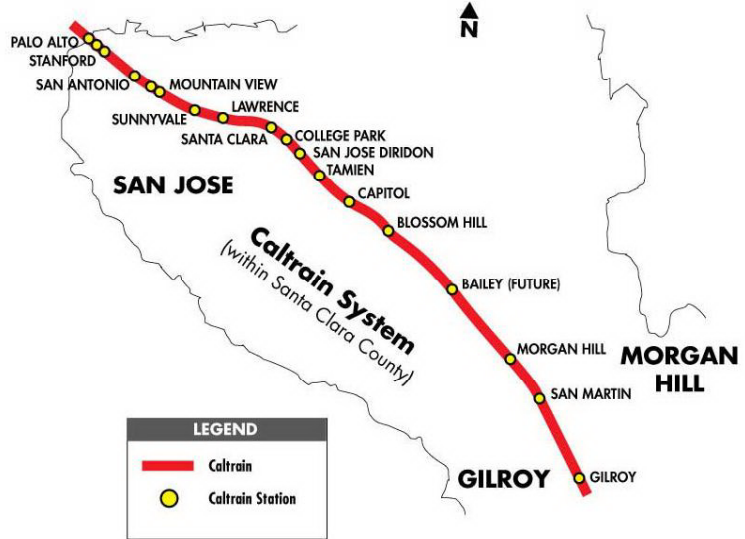 N
PALO ALTO
STANFORD
SAN ANTONIO
MOUNTAIN VIEW
SUNNYVALE
LAWRENCE
SANTA CLARA
COLLEGE PARK
SAN JOSE DIRIDON
TAMIEN
SAN JOSE
CAPITOL
BLOSSOM HILL
Caltrain System
(within Santa Clara County)
BAILEY (FUTURE)
MORGAN HILL
MORGAN
HILL
SAN MARTIN
GILROY
GILROY
LEGEND
Caltrain
Caltrain Station